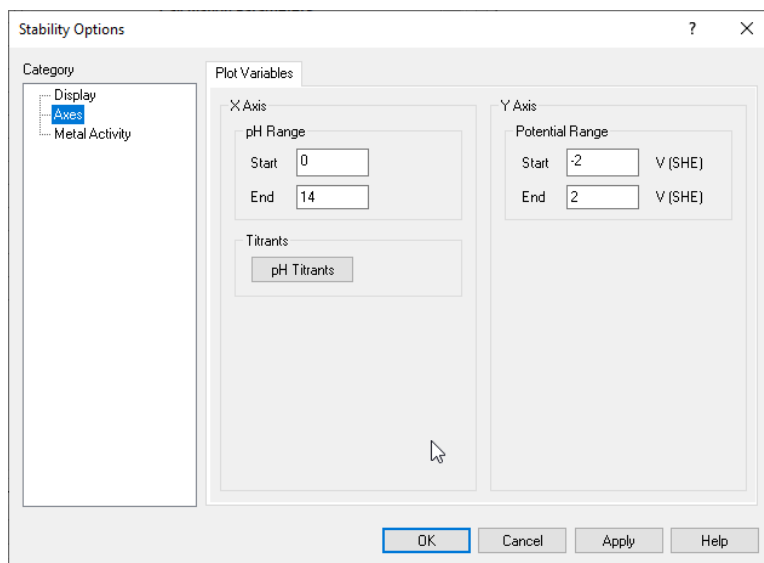 Stability Options
Category
Display
Axes
Metal Activity
Plot Variables
X Axis
pH Range
Start 0
End 14
Titrants
pH Titrants
Y Axis
Potential Range
Start -2 V (SHE)
End 2 V (SHE)
OK Cancel Apply Help